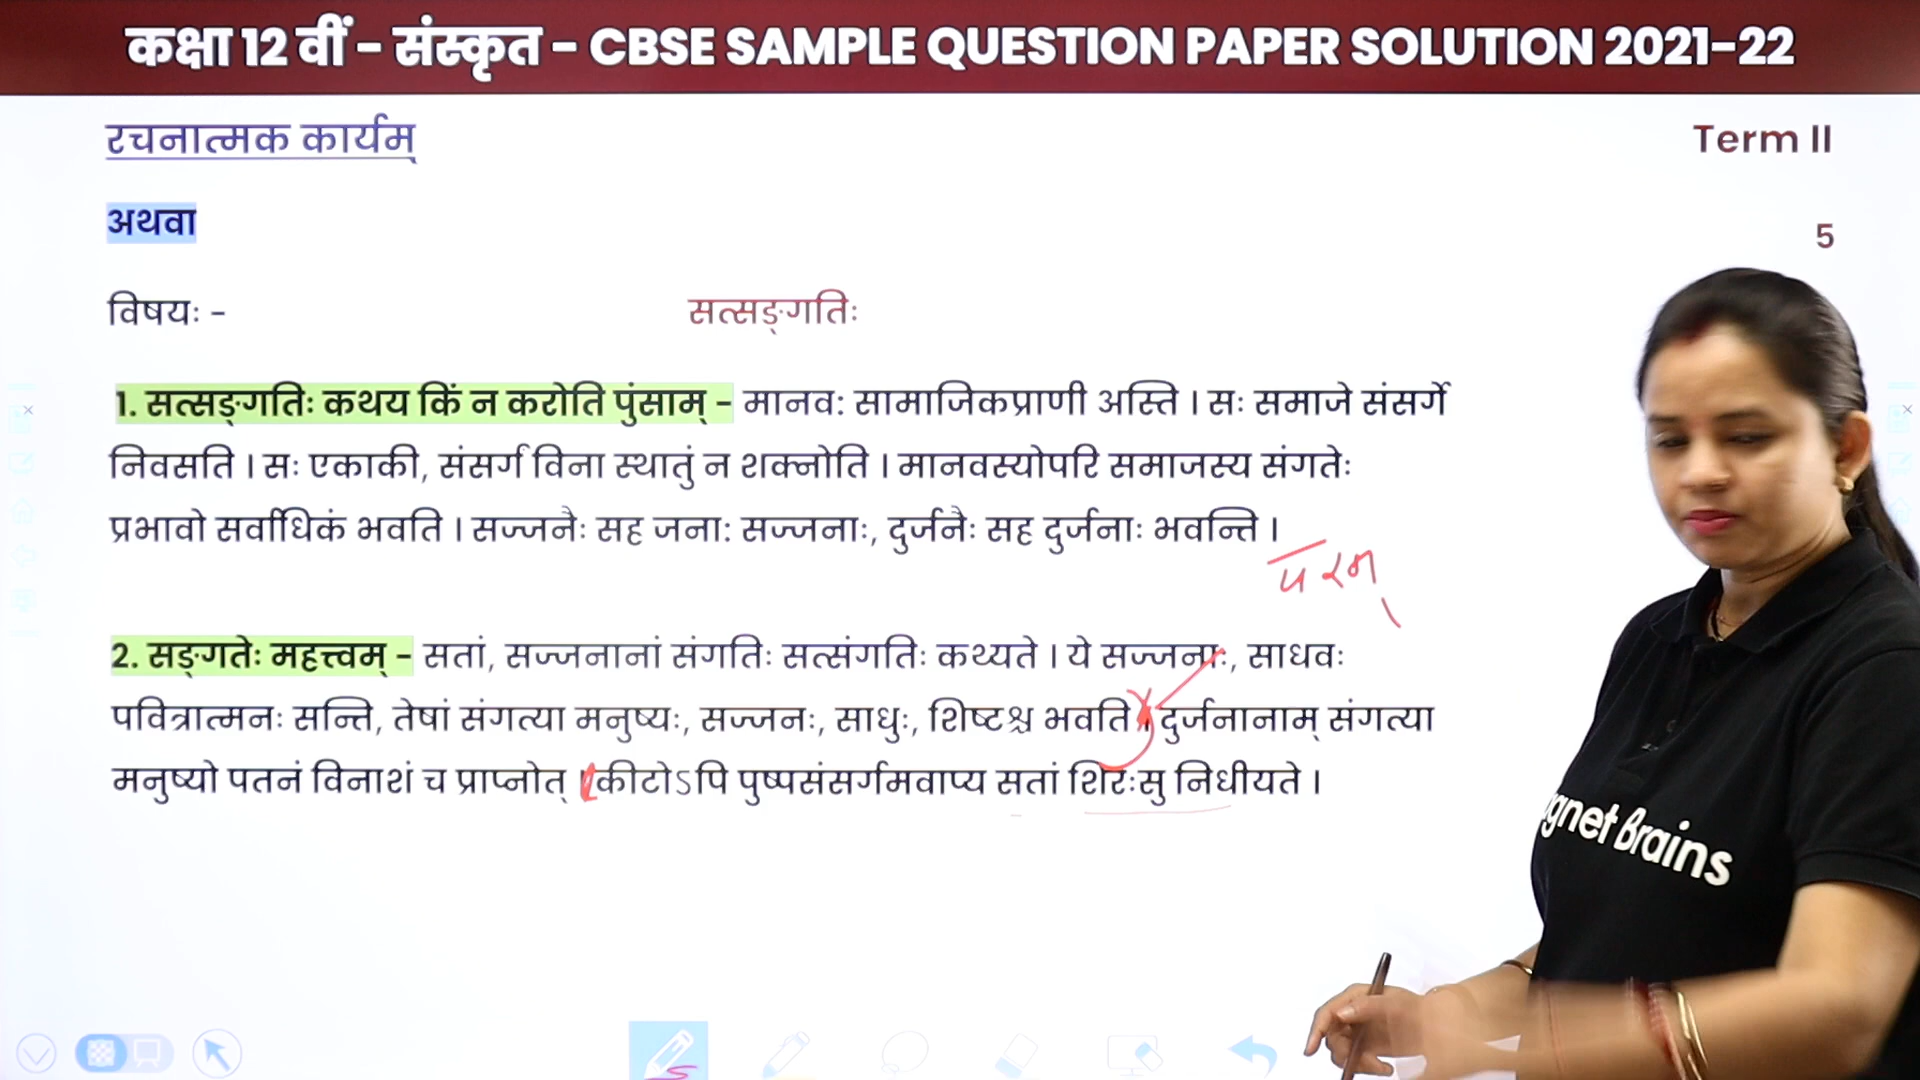 कक्षा 12 वीं - संस्कृत - CBSE SAMPLE QUESTION PAPER SOLUTION 2021-22
रचनात्मक कार्यम्
Term II
अथवा
5
विषयः -
सत्सङ्गतिः
1. सत्सङ्गतिः कथय किं न करोति पुंसाम् - मानव: सामाजिकप्राणी अस्ति । सः समाजे संसर्गे
निवसति । सः एकाकी, संसर्ग विना स्थातुं न शक्नोति । मानवस्योपरि समाजस्य संगतेः
प्रभावो सर्वाधिकं भवति । सज्जनैः सह जना: सज्जनाः, दुर्जनैः सह दुर्जनाः भवन्ति ।
परम्
2. सङ्गतेः महत्त्वम् - सतां, सज्जनानां संगतिः सत्संगतिः कथ्यते । ये सज्जनाः, साधवः
पवित्रात्मनः सन्ति, तेषां संगत्या मनुष्यः, सज्जनः, साधुः, शिष्टश्च भवति । दुर्जनानाम् संगत्या
मनुष्यो पतनं विनाशं च प्राप्नोत् । कीटोऽपि पुष्पसंसर्गमवाप्य सतां शिरःसु निधीयते ।
gnet Brains